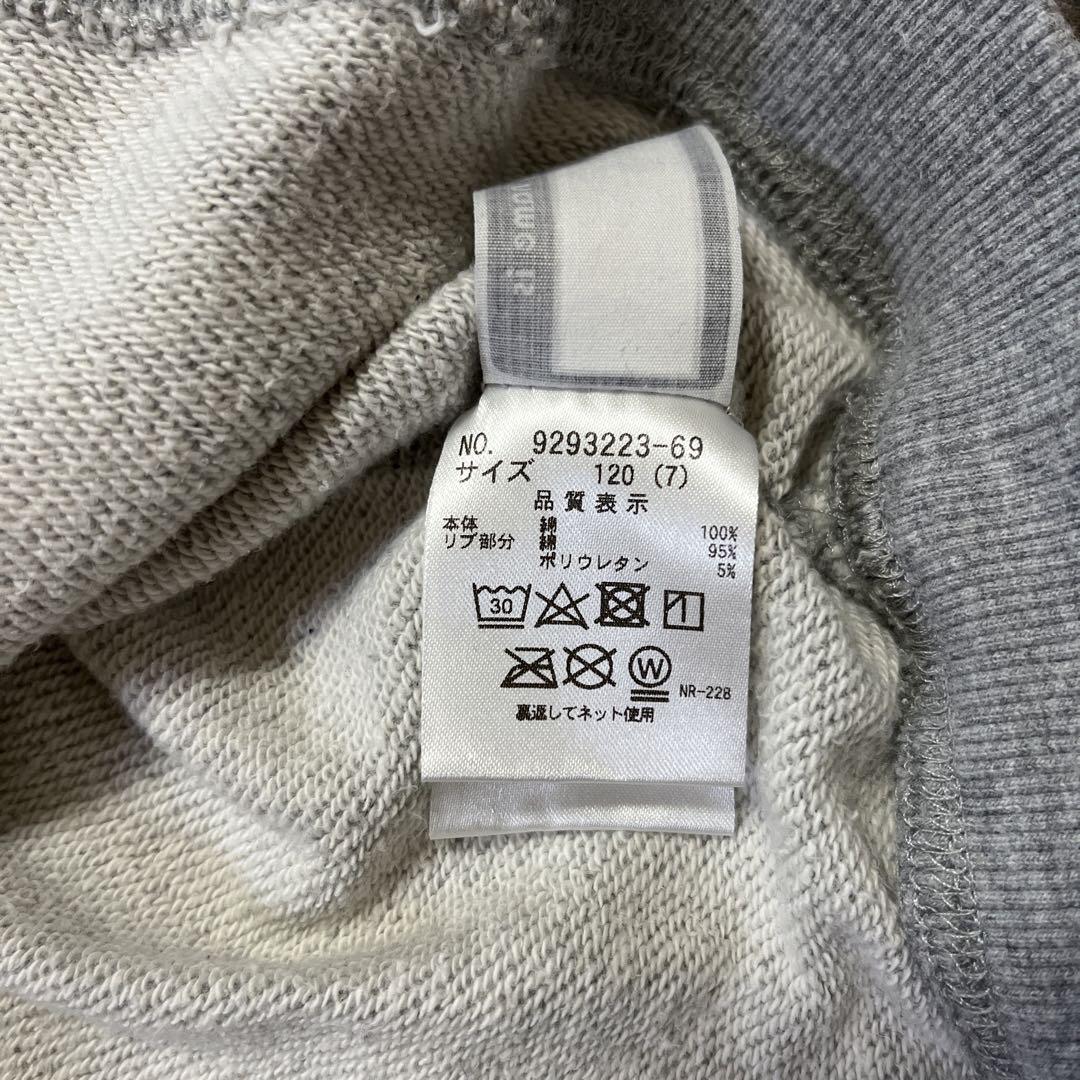 NO. 9293223-69
サイズ 120 (7)
品質表示
本体 綿 100%
リブ部分 綿 95%
ポリウレタン 5%
30
W
NR-228
裏返してネット使用